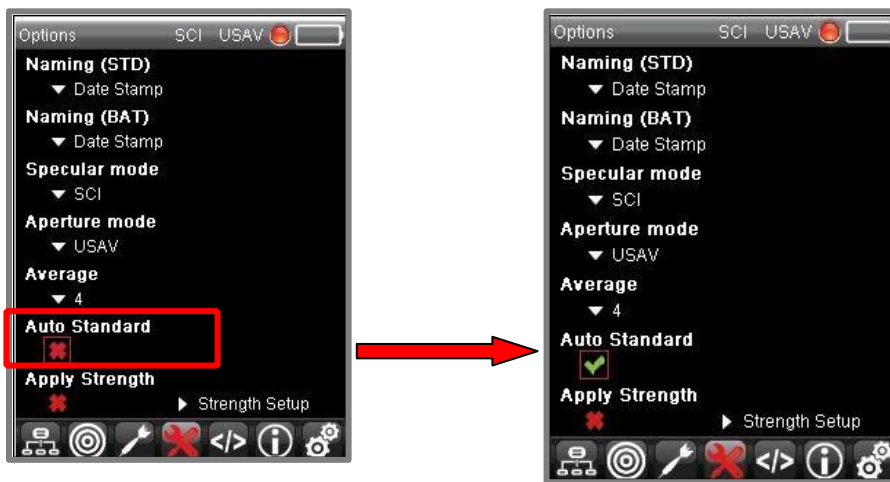 Options SCI USAV
Naming (STD)
Date Stamp
Naming (BAT)
Date Stamp
Specular mode
SCI
Aperture mode
USAV
Average
4
Auto Standard
Apply Strength
Strength Setup
</>
Options SCI USAV
Naming (STD)
Date Stamp
Naming (BAT)
Date Stamp
Specular mode
SCI
Aperture mode
USAV
Average
4
Auto Standard
Apply Strength
Strength Setup
</>